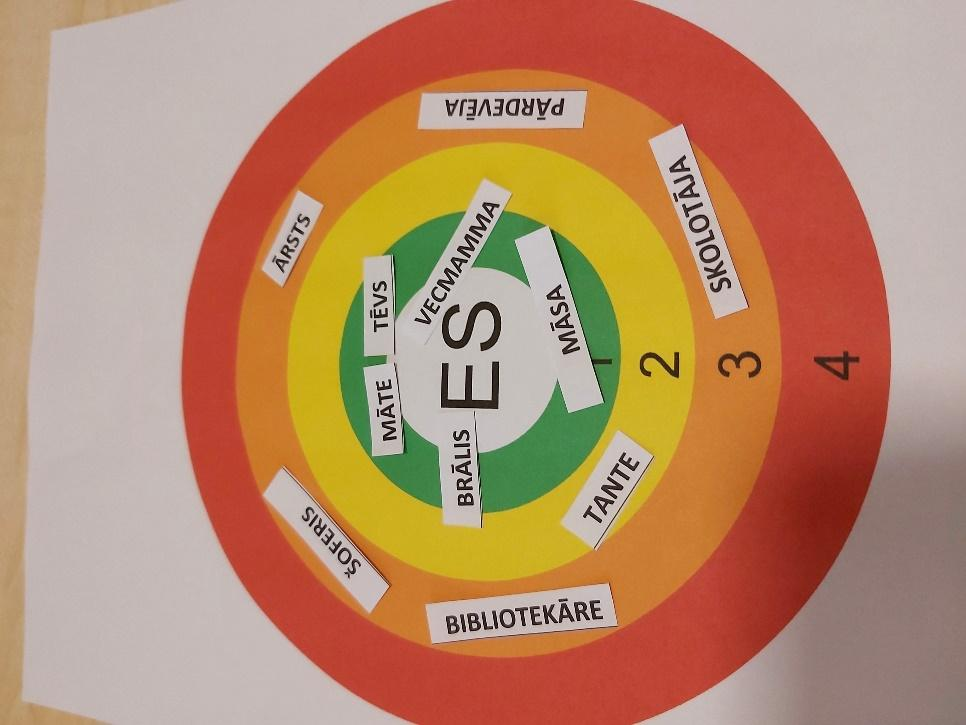 PĀRDEVĒJA
SKOLOTĀJA
ĀRSTS
VECMAMMA
TĒVS
MĀSA
ES
1
2
3
4
MĀTE
BRĀLIS
TANTE
ŠOFERIS
BIBLIOTEKĀRE